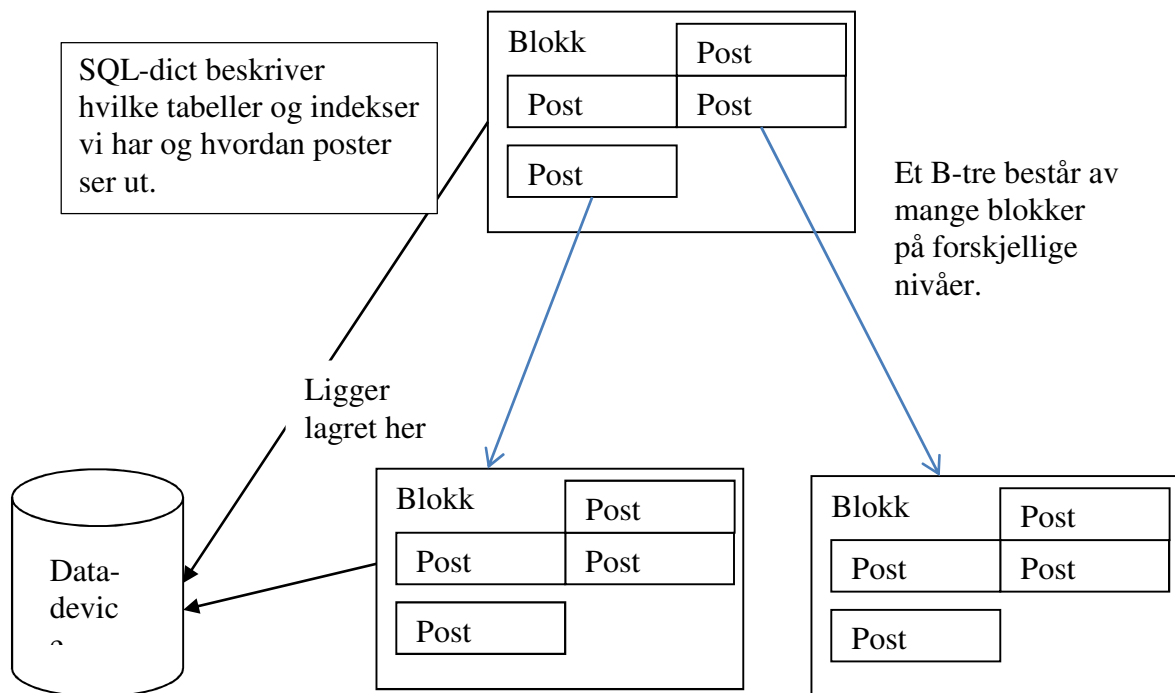 SQL-dict beskriver
hvilke tabeller og indekser
vi har og hvordan poster
ser ut.
Blokk
Post
Post
Post
Post
Et B-tre består av
mange blokker
på forskjellige
nivåer.
Ligger
lagret her
Data-
devic
Blokk
Post
Post
Post
Post
Blokk
Post
Post
Post
Post